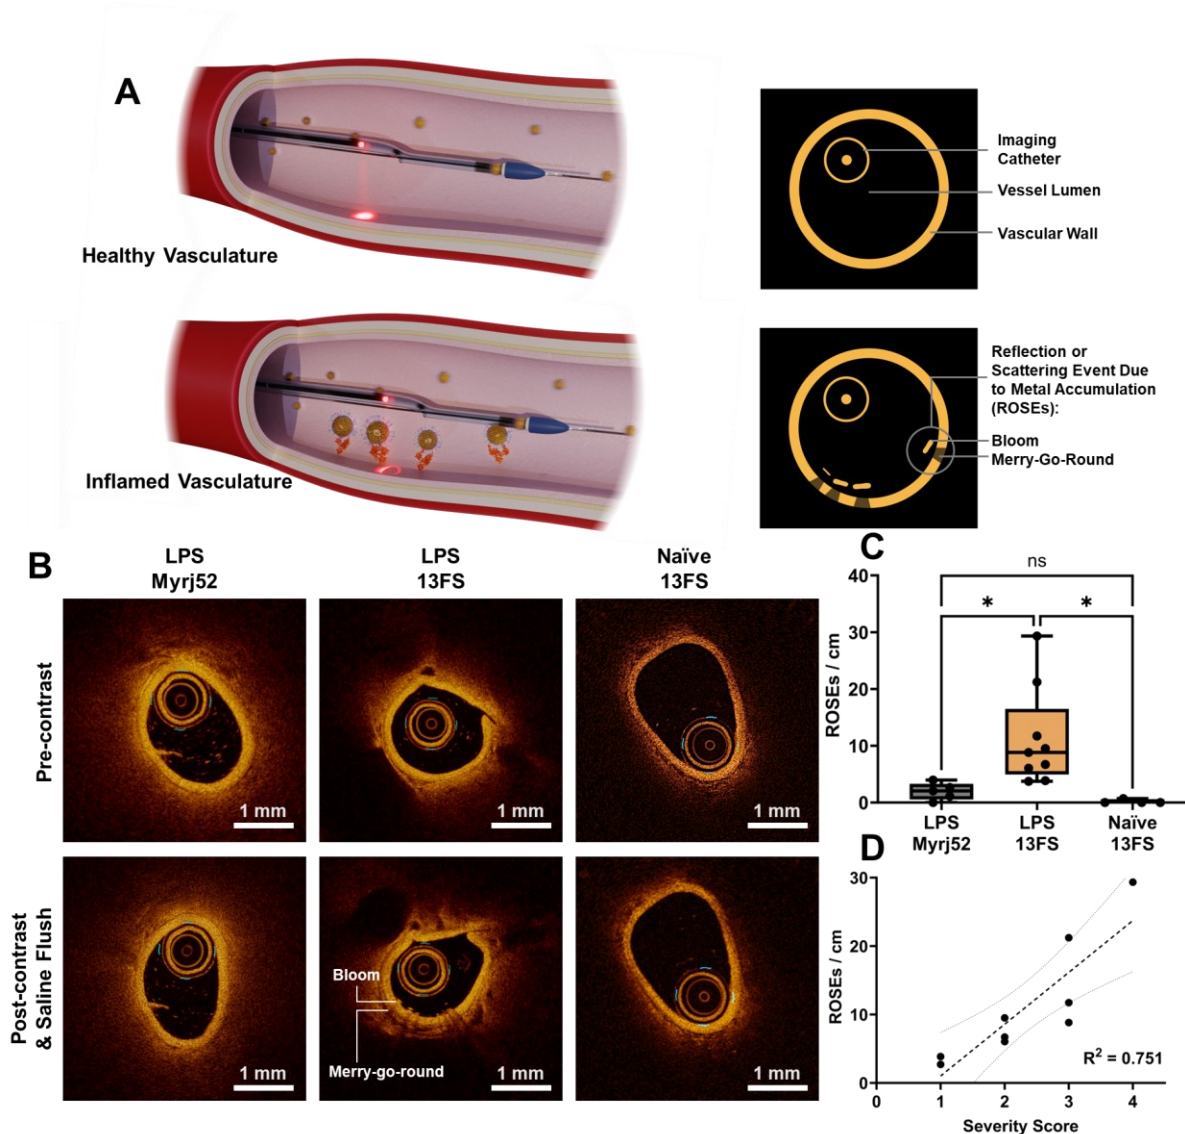 A
Healthy Vasculature
Imaging
Catheter
Vessel Lumen
Vascular Wall
Inflamed Vasculature
Reflection or
Scattering Event Due
to Metal Accumulation
(ROSEs):
Bloom
Merry-Go-Round
B
LPS
Myrj52
LPS
13FS
Naïve
13FS
Pre-contrast
1 mm
1 mm
1 mm
Post-contrast
& Saline Flush
1 mm
Bloom
Merry-go-round
1 mm
1 mm
C
ns
*
*
ROSEs / cm
40
30
20
10
0
LPS
Myrj52
LPS
13FS
Naïve
13FS
D
ROSEs / cm
30
20
10
0
R² = 0.751
0
1
2
3
4
Severity Score